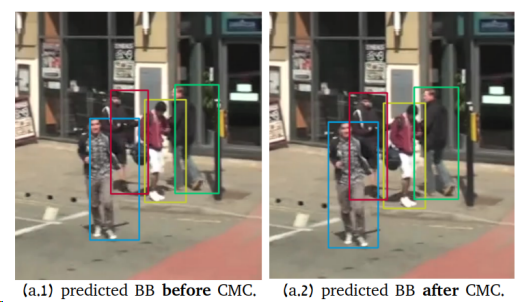 (a.1) predicted BB before CMC.
(a.2) predicted BB after CMC.